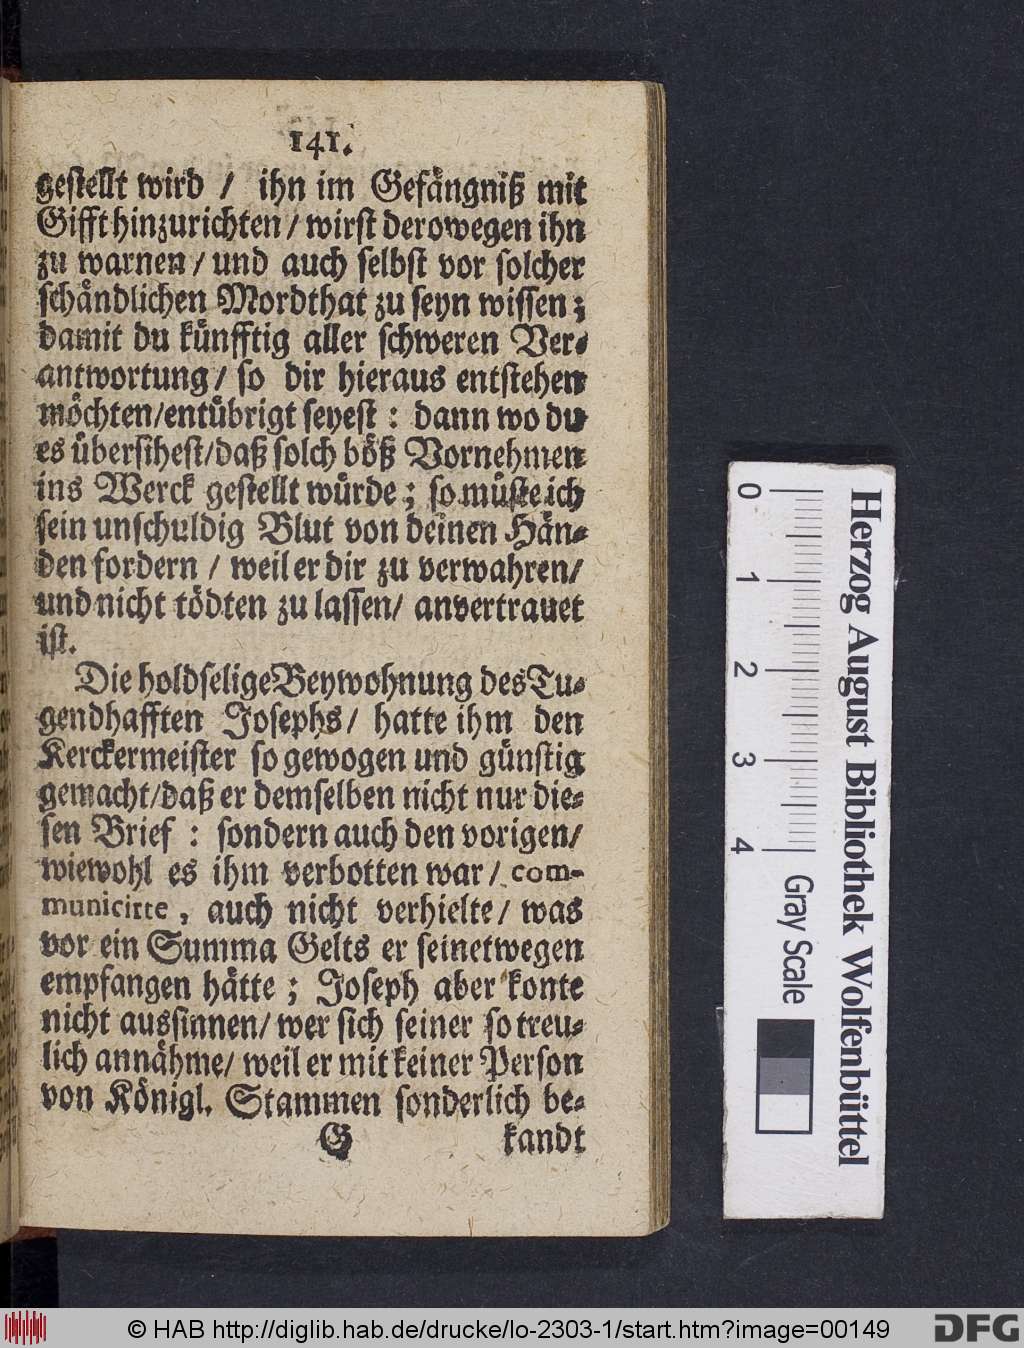 141.
gestellt wird / ihn im Gefängniß mit
Gifft hinzurichten / wirst derowegen ihn
zu warnen / und auch selbst vor solcher
schändlichen Mordthat zu seyn wissen ;
damit du künfftig aller schweren Ver-
antwortung / so dir hieraus entstehen
möchten/entübrigt seyest : dann wo du
es übersihest/daß solch böß Vornehmen
ins Werck gestellt würde ; so müste ich
sein unschuldig Blut von deinen Hän-
den fordern / weil er dir zu verwahren/
und nicht tödten zu lassen/ anvertrauet
ist.
Die holdselige Beywohnung des Tu-
gendhafften Josephs / hatte ihm den
Kerckermeister so gewogen und günstig
gemacht/daß er demselben nicht nur die-
sen Brief : sondern auch den vorigen/
wiewohl es ihm verbotten war / com-
municirte , auch nicht verhielte / was
vor ein Summa Gelts er seinetwegen
empfangen hätte ; Joseph aber konte
nicht aussinnen/ wer sich seiner so treu-
lich annähme/ weil er mit keiner Person
von Königl. Stammen sonderlich be-
G kandt
0 1 2 3 4
Herzog August Bibliothek Wolfenbüttel
Gray Scale
© HAB http://diglib.hab.de/drucke/lo-2303-1/start.htm?image=00149
DFG